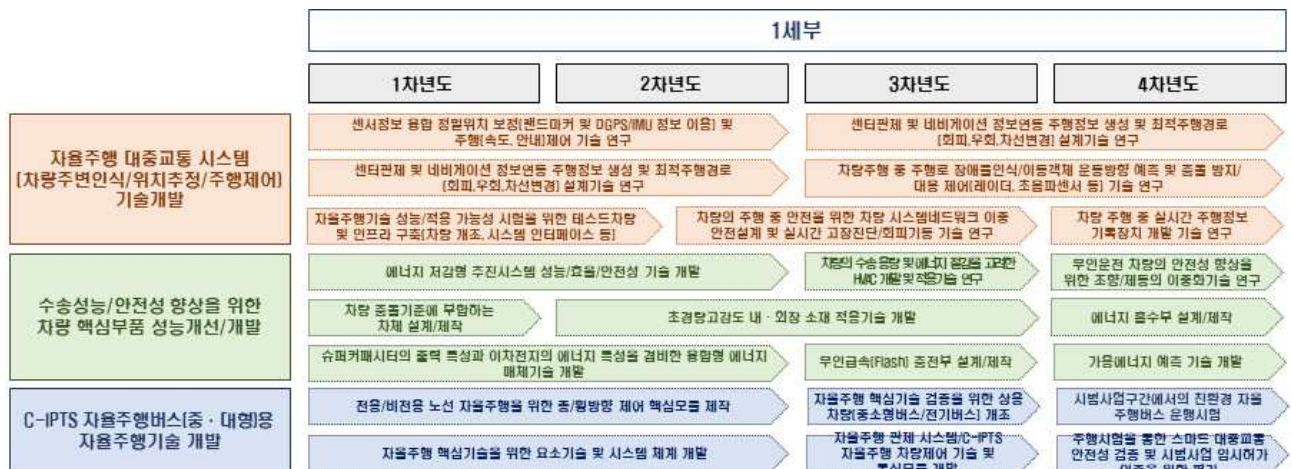 1세부
1차년도
2차년도
3차년도
4차년도
자율주행 대중교통 시스템
(차량주변인식/위치추정/주행제어)
기술개발
센서정보 융합 정밀위치 보정(랜드마커 및 DGPS/IMU 정보 이용) 및
주행(속도, 안내)제어 기술 연구
센터관제 및 네비게이션 정보연동 주행정보 생성 및 최적주행경로
(회피,우회,차선변경) 설계기술 연구
센터관제 및 네비게이션 정보연동 주행정보 생성 및 최적주행경로
(회피,우회,차선변경) 설계기술 연구
차량주행 중 주행로 장애물인식/이동객체 운동방향 예측 및 충돌 방지/
대응 제어(레이더, 초음파센서 등) 기술 연구
자율주행기술 성능/적용 가능성 시험을 위한 테스트차량
및 인프라 구축(차량 개조, 시스템 인터페이스 등)
차량의 주행 중 안전을 위한 차량 시스템네트워크 이중
안전설계 및 실시간 고장진단/회피기동 기술 연구
차량 주행 중 실시간 주행정보
기록장치 개발 기술 연구
수송성능/안전성 향상을 위한
차량 핵심부품 성능개선/개발
에너지 저감형 추진시스템 성능/효율/안전성 기술 개발
차량의 수송용량 및 에너지 절감을 고려한
HVAC 개발 및 적용기술 연구
무인운전 차량의 안전성 향상을
위한 조향/제동의 이중화기술 연구
차량 충돌기준에 부합하는
차체 설계/제작
초경량고강도 내ㆍ외장 소재 적용기술 개발
에너지 흡수부 설계/제작
슈퍼커패시터의 출력 특성과 이차전지의 에너지 특성을 겸비한 융합형 에너지
매체기술 개발
무인급속(Flash) 충전부 설계/제작
가용에너지 예측 기술 개발
C-IPTS 자율주행버스(중ㆍ대형)용
자율주행기술 개발
전용/비전용 노선 자율주행을 위한 종/횡방향 제어 핵심모듈 제작
자율주행 핵심기술 검증을 위한 상용
차량(중소형버스/전기버스) 개조
시범사업구간에서의 친환경 자율
주행버스 운행시험
자율주행 핵심기술을 위한 요소기술 및 시스템 체계 개발
자율주행 관제 시스템/C-IPTS
자율주행 차량제어 기술 및
통신모듈 개발
주행시험을 통한 스마트 대중교통
안전성 검증 및 시범사업 임시허가